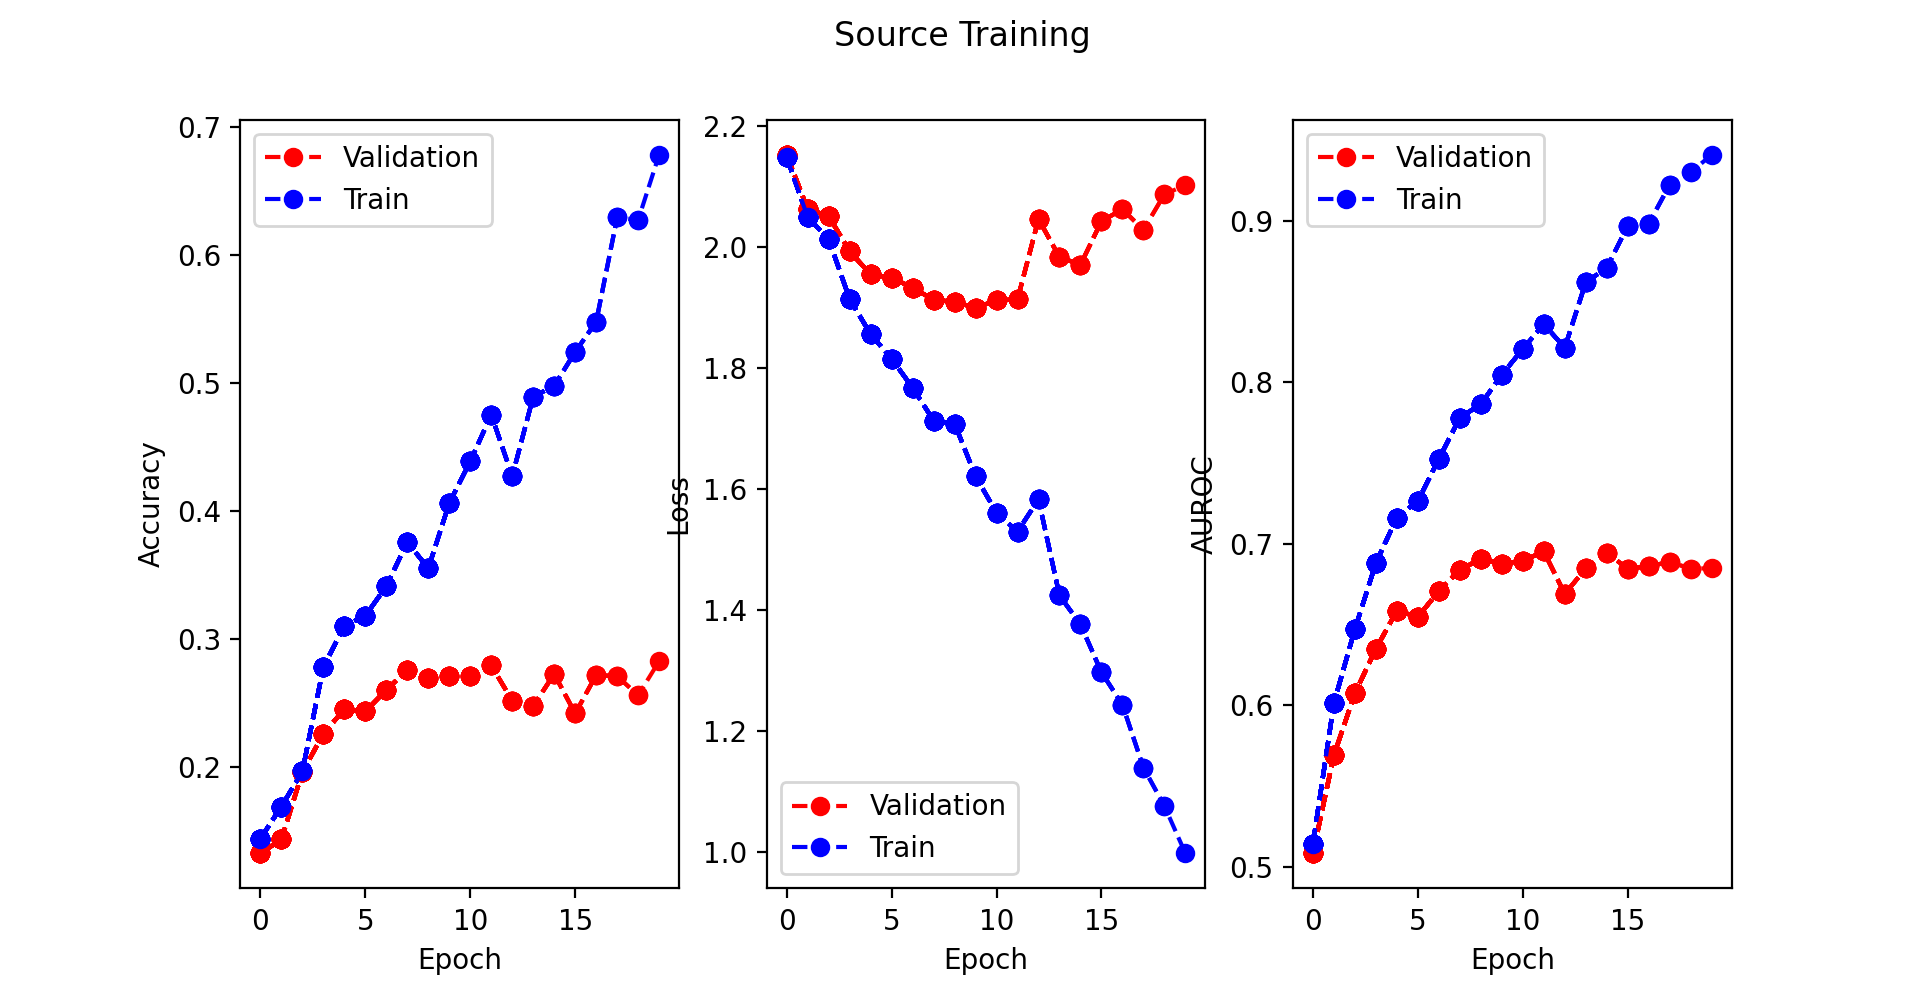 Source Training
Accuracy
0.7
0.6
0.5
0.4
0.3
0.2
Validation
Train
0
5
10
15
Epoch
Loss
2.2
2.0
1.8
1.6
1.4
1.2
1.0
Validation
Train
0
5
10
15
Epoch
AUROC
0.9
0.8
0.7
0.6
0.5
Validation
Train
0
5
10
15
Epoch